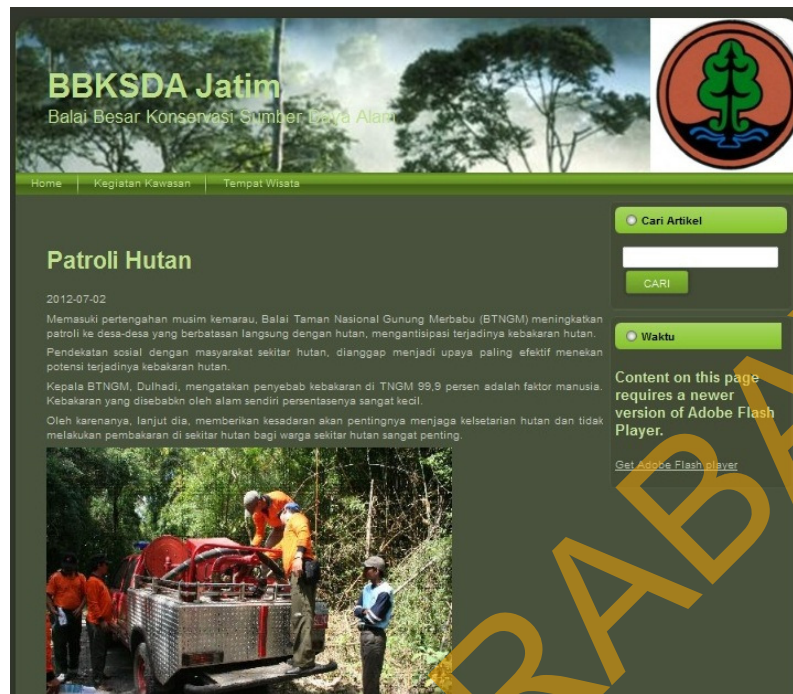 BBKSDA Jatim
Balai Besar Konservasi Sumber Daya Alam
Home
Kegiatan Kawasan
Tempat Wisata
Patroli Hutan
2012-07-02
Memasuki pertengahan musim kemarau, Balai Taman Nasional Gunung Merbabu (BTNGM) meningkatkan
patroli ke desa-desa yang berbatasan langsung dengan hutan, mengantisipasi terjadinya kebakaran hutan.
Pendekatan sosial dengan masyarakat sekitar hutan, dianggap menjadi upaya paling efektif menekan
potensi terjadinya kebakaran hutan.
Kepala BTNGM, Dulhadi, mengatakan penyebab kebakaran di TNGM 99,9 persen adalah faktor manusia.
Kebakaran yang disebabkn oleh alam sendiri persentasenya sangat kecil.
Oleh karenanya, lanjut dia, memberikan kesadaran akan pentingnya menjaga kelsetarian hutan dan tidak
melakukan pembakaran di sekitar hutan bagi warga sekitar hutan sangat penting.
Cari Artikel
CARI
Waktu
Content on this page
requires a newer
version of Adobe Flash
Player.
Get Adobe Flash player
RABA